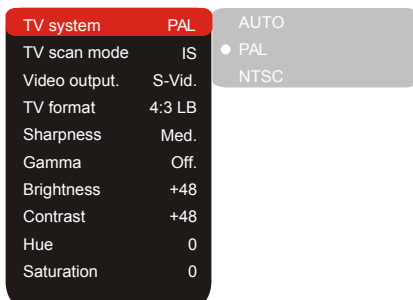 TV system PAL
TV scan mode IS
Video output. S-Vid.
TV format 4:3 LB
Sharpness Med.
Gamma Off.
Brightness +48
Contrast +48
Hue 0
Saturation 0
AUTO
PAL
NTSC